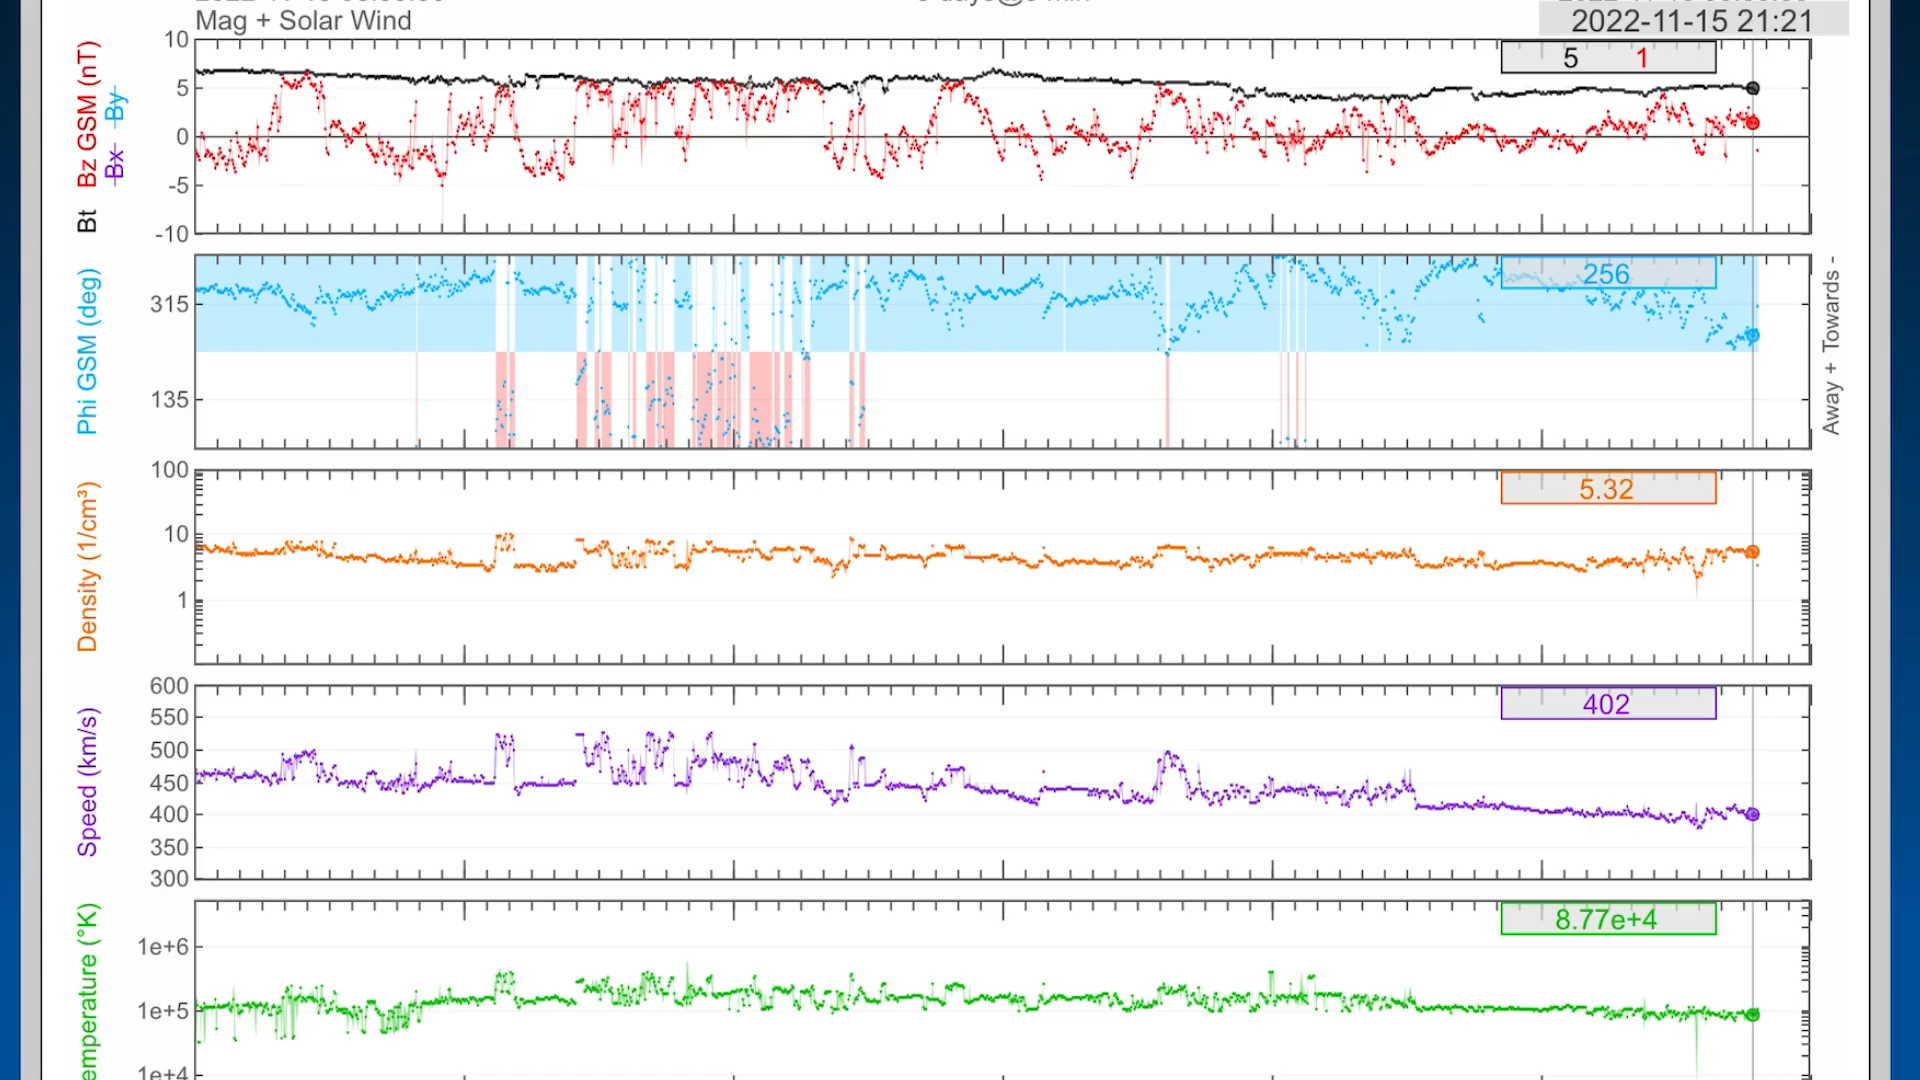 Mag + Solar Wind
2022-11-15 21:21
Bt Bz GSM (nT)
Bx By
10
5
0
-5
-10
5 1
Phi GSM (deg)
315
135
256
Away + Towards -
Density (1/cm³)
100
10
1
5.32
Speed (km/s)
600
550
500
450
400
350
300
402
emperature (°K)
1e+6
1e+5
1e+4
8.77e+4